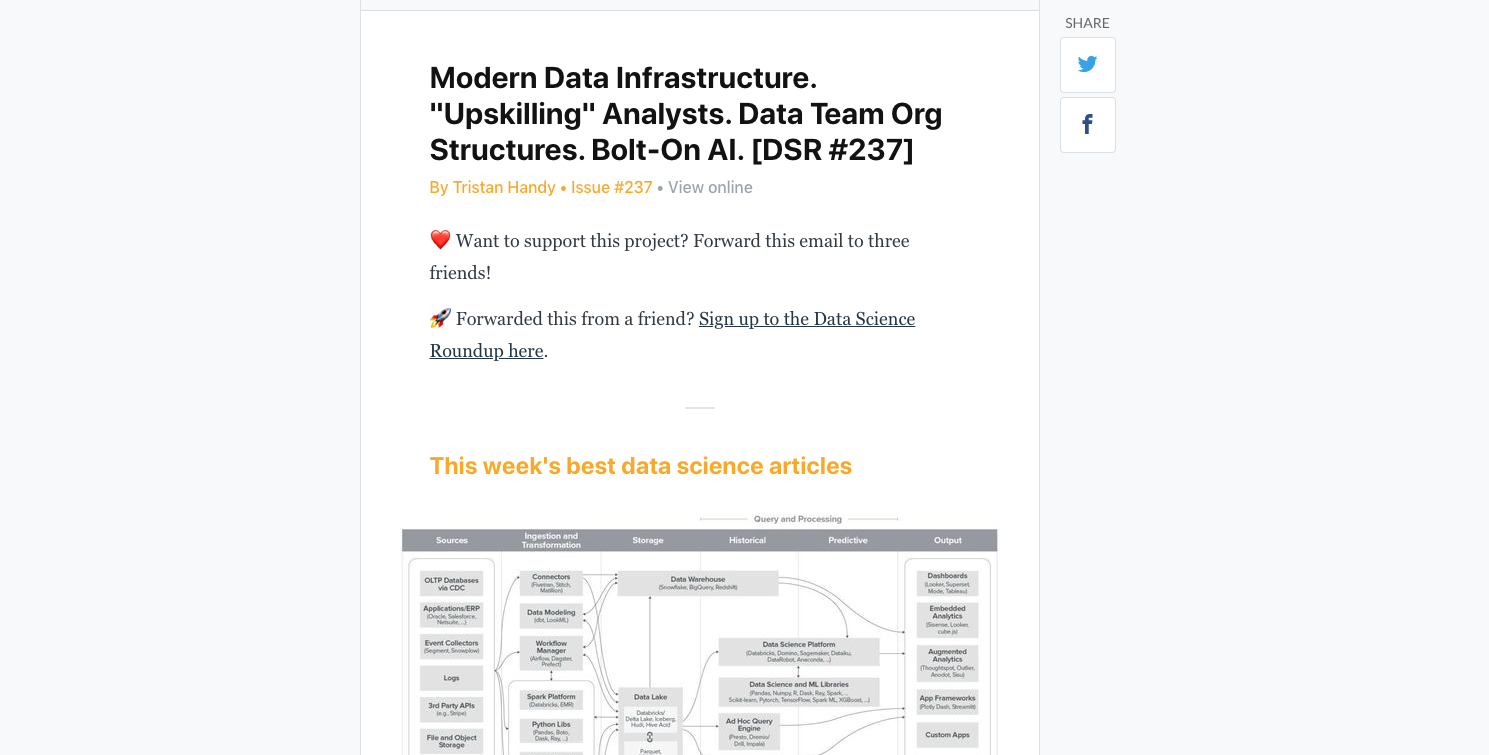 SHARE
Modern Data Infrastructure.
"Upskilling" Analysts. Data Team Org
Structures. Bolt-On AI. [DSR #237]
By Tristan Handy • Issue #237 • View online
❤️ Want to support this project? Forward this email to three
friends!
🚀 Forwarded this from a friend? Sign up to the Data Science
Roundup here.
This week's best data science articles
Query and Processing
Sources
Ingestion and
Transformation
Storage
Historical
Predictive
Output
OLTP Databases
via CDC
Applications/ERP
(Oracle, Salesforce,
Netsuite, ...)
Event Collectors
(Segment, Snowplow)
Logs
3rd Party APIs
(e.g., Stripe)
File and Object
Storage
Connectors
(Fivetran, Stitch,
Matillion)
Data Modeling
(dbt, LookML)
Workflow
Manager
(Airflow, Dagster,
Prefect)
Spark Platform
(Databricks, EMR)
Python Libs
(Pandas, Boto,
Dask, Ray, ...)
Data Warehouse
(Snowflake, BigQuery, Redshift)
Data Lake
Databricks/
Delta Lake, Iceberg,
Hudi, Hive Acid
Parquet,
Data Science Platform
(Databricks, Domino, Sagemaker, Dataiku,
DataRobot, Anaconda, ...)
Data Science and ML Libraries
(Pandas, Numpy, R, Dask, Ray, Spark, ...
Scikit-learn, Pytorch, TensorFlow, Spark ML, XGBoost, ...)
Ad Hoc Query
Engine
(Presto, Dremio/
Drill, Impala)
Dashboards
(Looker, Superset,
Mode, Tableau)
Embedded
Analytics
(Sisense, Looker,
cube.js)
Augmented
Analytics
(Thoughtspot, Outlier,
Anodot, Sisu)
App Frameworks
(Plotly Dash, Streamlit)
Custom Apps